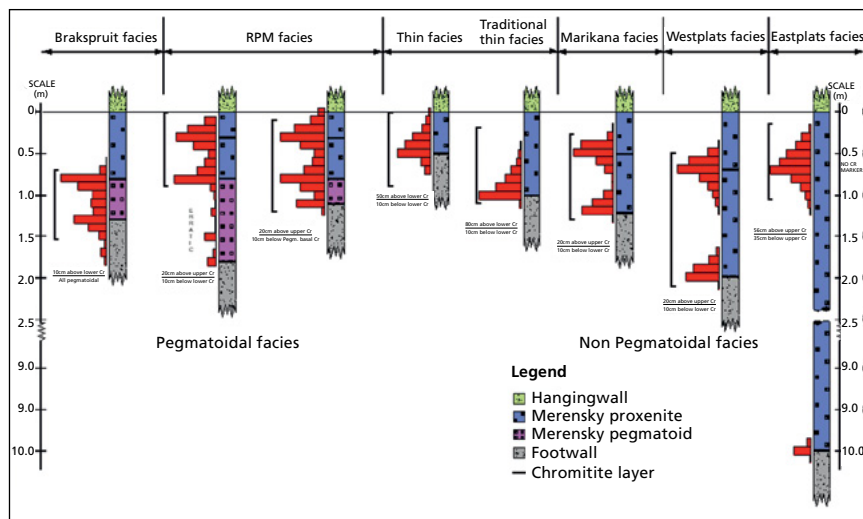 Brakspruit facies
RPM facies
Thin facies
Traditional
thin facies
Marikana facies
Westplats facies
Eastplats facies
SCALE
(m)
SCALE
(m)
0
0.5
1.0
1.5
2.0
2.5
9.0
9.0
10.0
0
0.5
NO CR
MARKER
1.0
1.5
2.0
2.5
9.0
9.0
10.0
10cm above lower Cr
All pegmatoidal
ERRATIC
20cm above upper Cr
10cm below lower Cr
20cm above upper Cr
10cm below Pegm. basal Cr
50cm above lower Cr
10cm below lower Cr
80cm above lower Cr
10cm below lower Cr
20cm above upper Cr
10cm below lower Cr
20cm above upper Cr
10cm below lower Cr
56cm above upper Cr
35cm below upper Cr
Pegmatoidal facies
Non Pegmatoidal facies
Legend
Hangingwall
Merensky proxenite
Merensky pegmatoid
Footwall
Chromitite layer